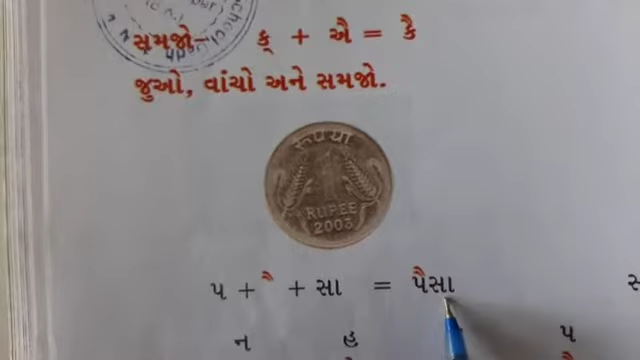 સમજો– ક્ + ઐ = કૈ
જુઓ, વાંચો અને સમજો.
रूपया
1
RUPEE
2003
પ + ૈ + સા = પૈસા
ન હ પ